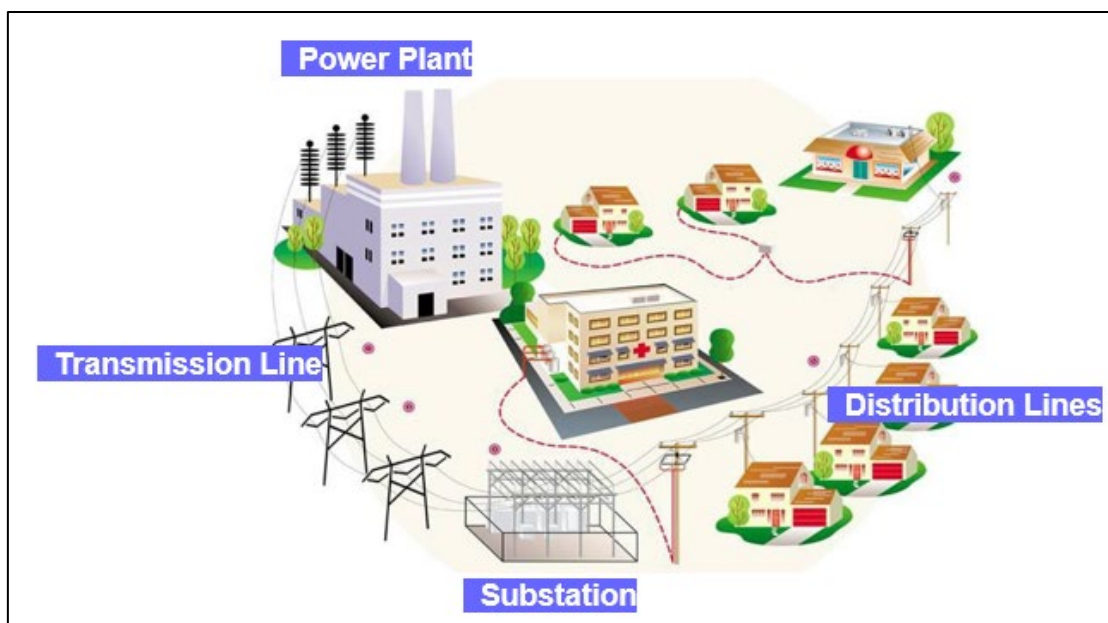 Power Plant
Transmission Line
Distribution Lines
Substation